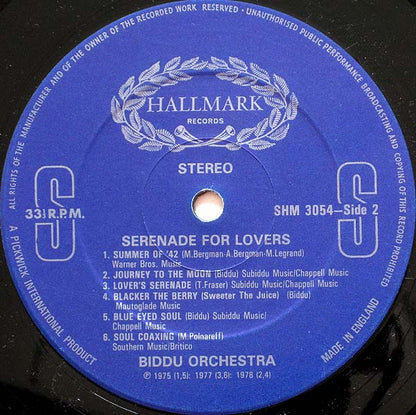 ALL RIGHTS OF THE MANUFACTURER AND OF THE OWNER OF THE RECORDED WORK RESERVED • UNAUTHORISED PUBLIC PERFORMANCE BROADCASTING AND COPYING OF THIS RECORD PROHIBITED
HALLMARK
RECORDS
STEREO
S
S
33⅓ R.P.M.
SHM 3054—Side 2
SERENADE FOR LOVERS
1. SUMMER OF '42 (M.Bergman-A.Bergman-M.Legrand)
Warner Bros. Music
2. JOURNEY TO THE MOON (Biddu) Subiddu Music/Chappell Music
3. LOVER'S SERENADE (T.Fraser) Subiddu Music/Chappell Music
4. BLACKER THE BERRY (Sweeter The Juice) (Biddu)
Mautoglade Music
5. BLUE EYED SOUL (Biddu) Subiddu Music/
Chappell Music
6. SOUL COAXING (M.Polnareff)
Southern Music/Britico
BIDDU ORCHESTRA
℗ 1975 (1,5): 1977 (3,6): 1978 (2,4)
A PICKWICK INTERNATIONAL PRODUCT
MADE IN ENGLAND